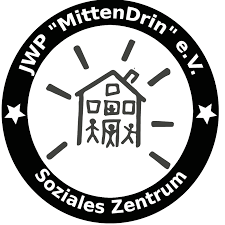 JWP "MittenDrin" e.V.
Soziales Zentrum